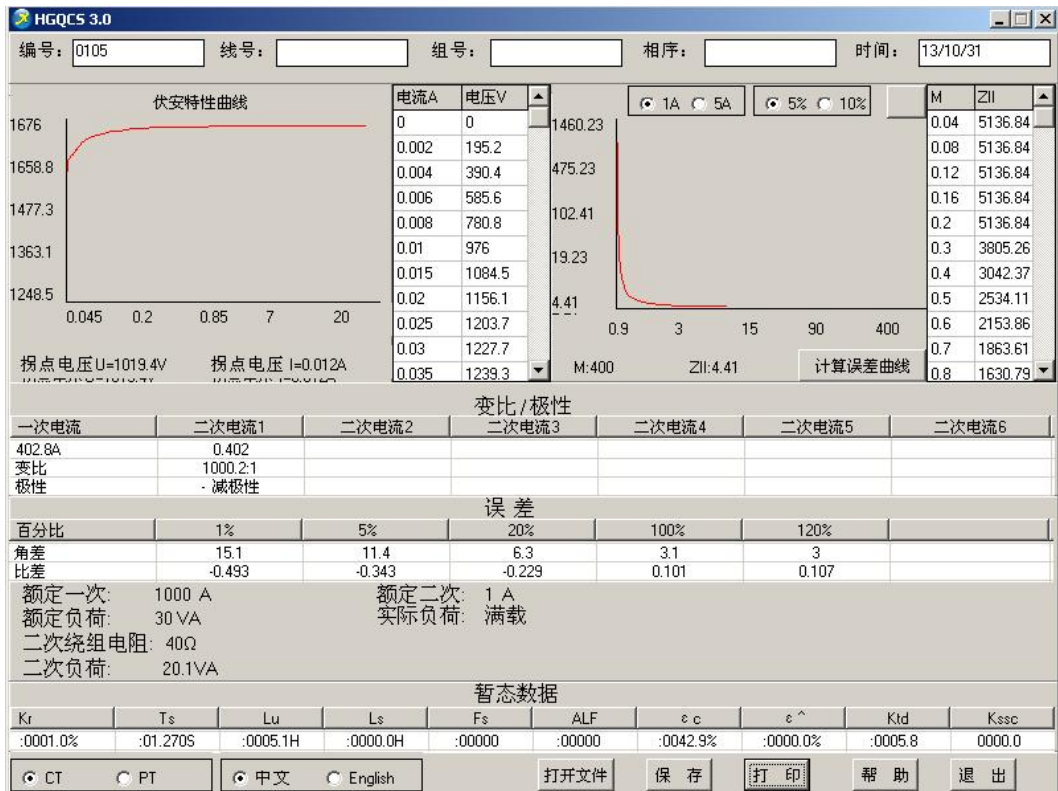 HGQCS 3.0
编号: 0105 线号: 组号: 相序: 时间: 13/10/31
伏安特性曲线
1676
1658.8
1477.3
1363.1
1248.5
0.045 0.2 0.85 7 20
拐点电压U=1019.4V 拐点电压 I=0.012A
电流A 电压V
0 0
0.002 195.2
0.004 390.4
0.006 585.6
0.008 780.8
0.01 976
0.015 1084.5
0.02 1156.1
0.025 1203.7
0.03 1227.7
0.035 1239.3
1A 5A 5% 10%
1460.23
475.23
102.41
19.23
4.41
0.9 3 15 90 400
M:400 ZII:4.41 计算误差曲线
M ZII
0.04 5136.84
0.08 5136.84
0.12 5136.84
0.16 5136.84
0.2 5136.84
0.3 3805.26
0.4 3042.37
0.5 2534.11
0.6 2153.86
0.7 1863.61
0.8 1630.79
变比/极性
一次电流 二次电流1 二次电流2 二次电流3 二次电流4 二次电流5 二次电流6
402.8A 0.402
变比 1000.2:1
极性 - 减极性
误 差
百分比 1% 5% 20% 100% 120%
角差 15.1 11.4 6.3 3.1 3
比差 -0.493 -0.343 -0.229 0.101 0.107
额定一次: 1000 A 额定二次: 1 A
额定负荷: 30 VA 实际负荷: 满载
二次绕组电阻: 40Ω
二次负荷: 20.1VA
暂态数据
Kr Ts Lu Ls Fs ALF ε c ε ^ Ktd Kssc
:0001.0% :01.270S :0005.1H :0000.0H :00000 :00000 :0042.9% :0000.0% :0005.8 0000.0
CT PT 中文 English 打开文件 保 存 打 印 帮 助 退 出